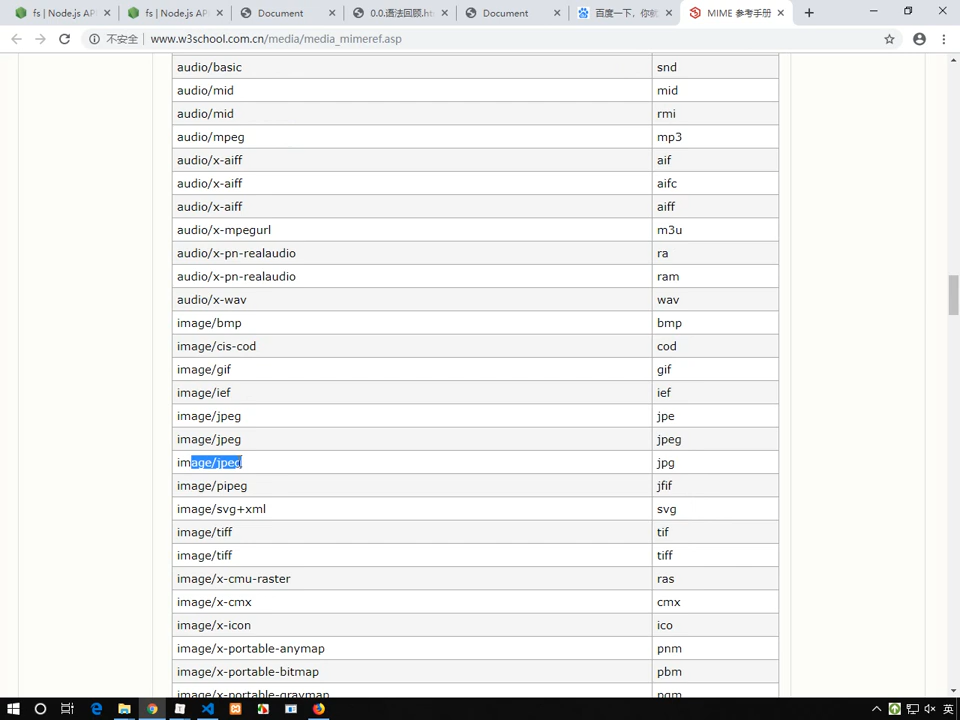 fs | Node.js AP
fs | Node.js AP
Document
0.0.语法回顾.ht
Document
百度一下，你就
MIME 参考手册
不安全
www.w3school.com.cn/media/media_mimeref.asp
audio/basic snd
audio/mid mid
audio/mid rmi
audio/mpeg mp3
audio/x-aiff aif
audio/x-aiff aifc
audio/x-aiff aiff
audio/x-mpegurl m3u
audio/x-pn-realaudio ra
audio/x-pn-realaudio ram
audio/x-wav wav
image/bmp bmp
image/cis-cod cod
image/gif gif
image/ief ief
image/jpeg jpe
image/jpeg jpeg
image/jpeg jpg
image/pipeg jfif
image/svg+xml svg
image/tiff tif
image/tiff tiff
image/x-cmu-raster ras
image/x-cmx cmx
image/x-icon ico
image/x-portable-anymap pnm
image/x-portable-bitmap pbm
image/x-portable-graymap pgm
英